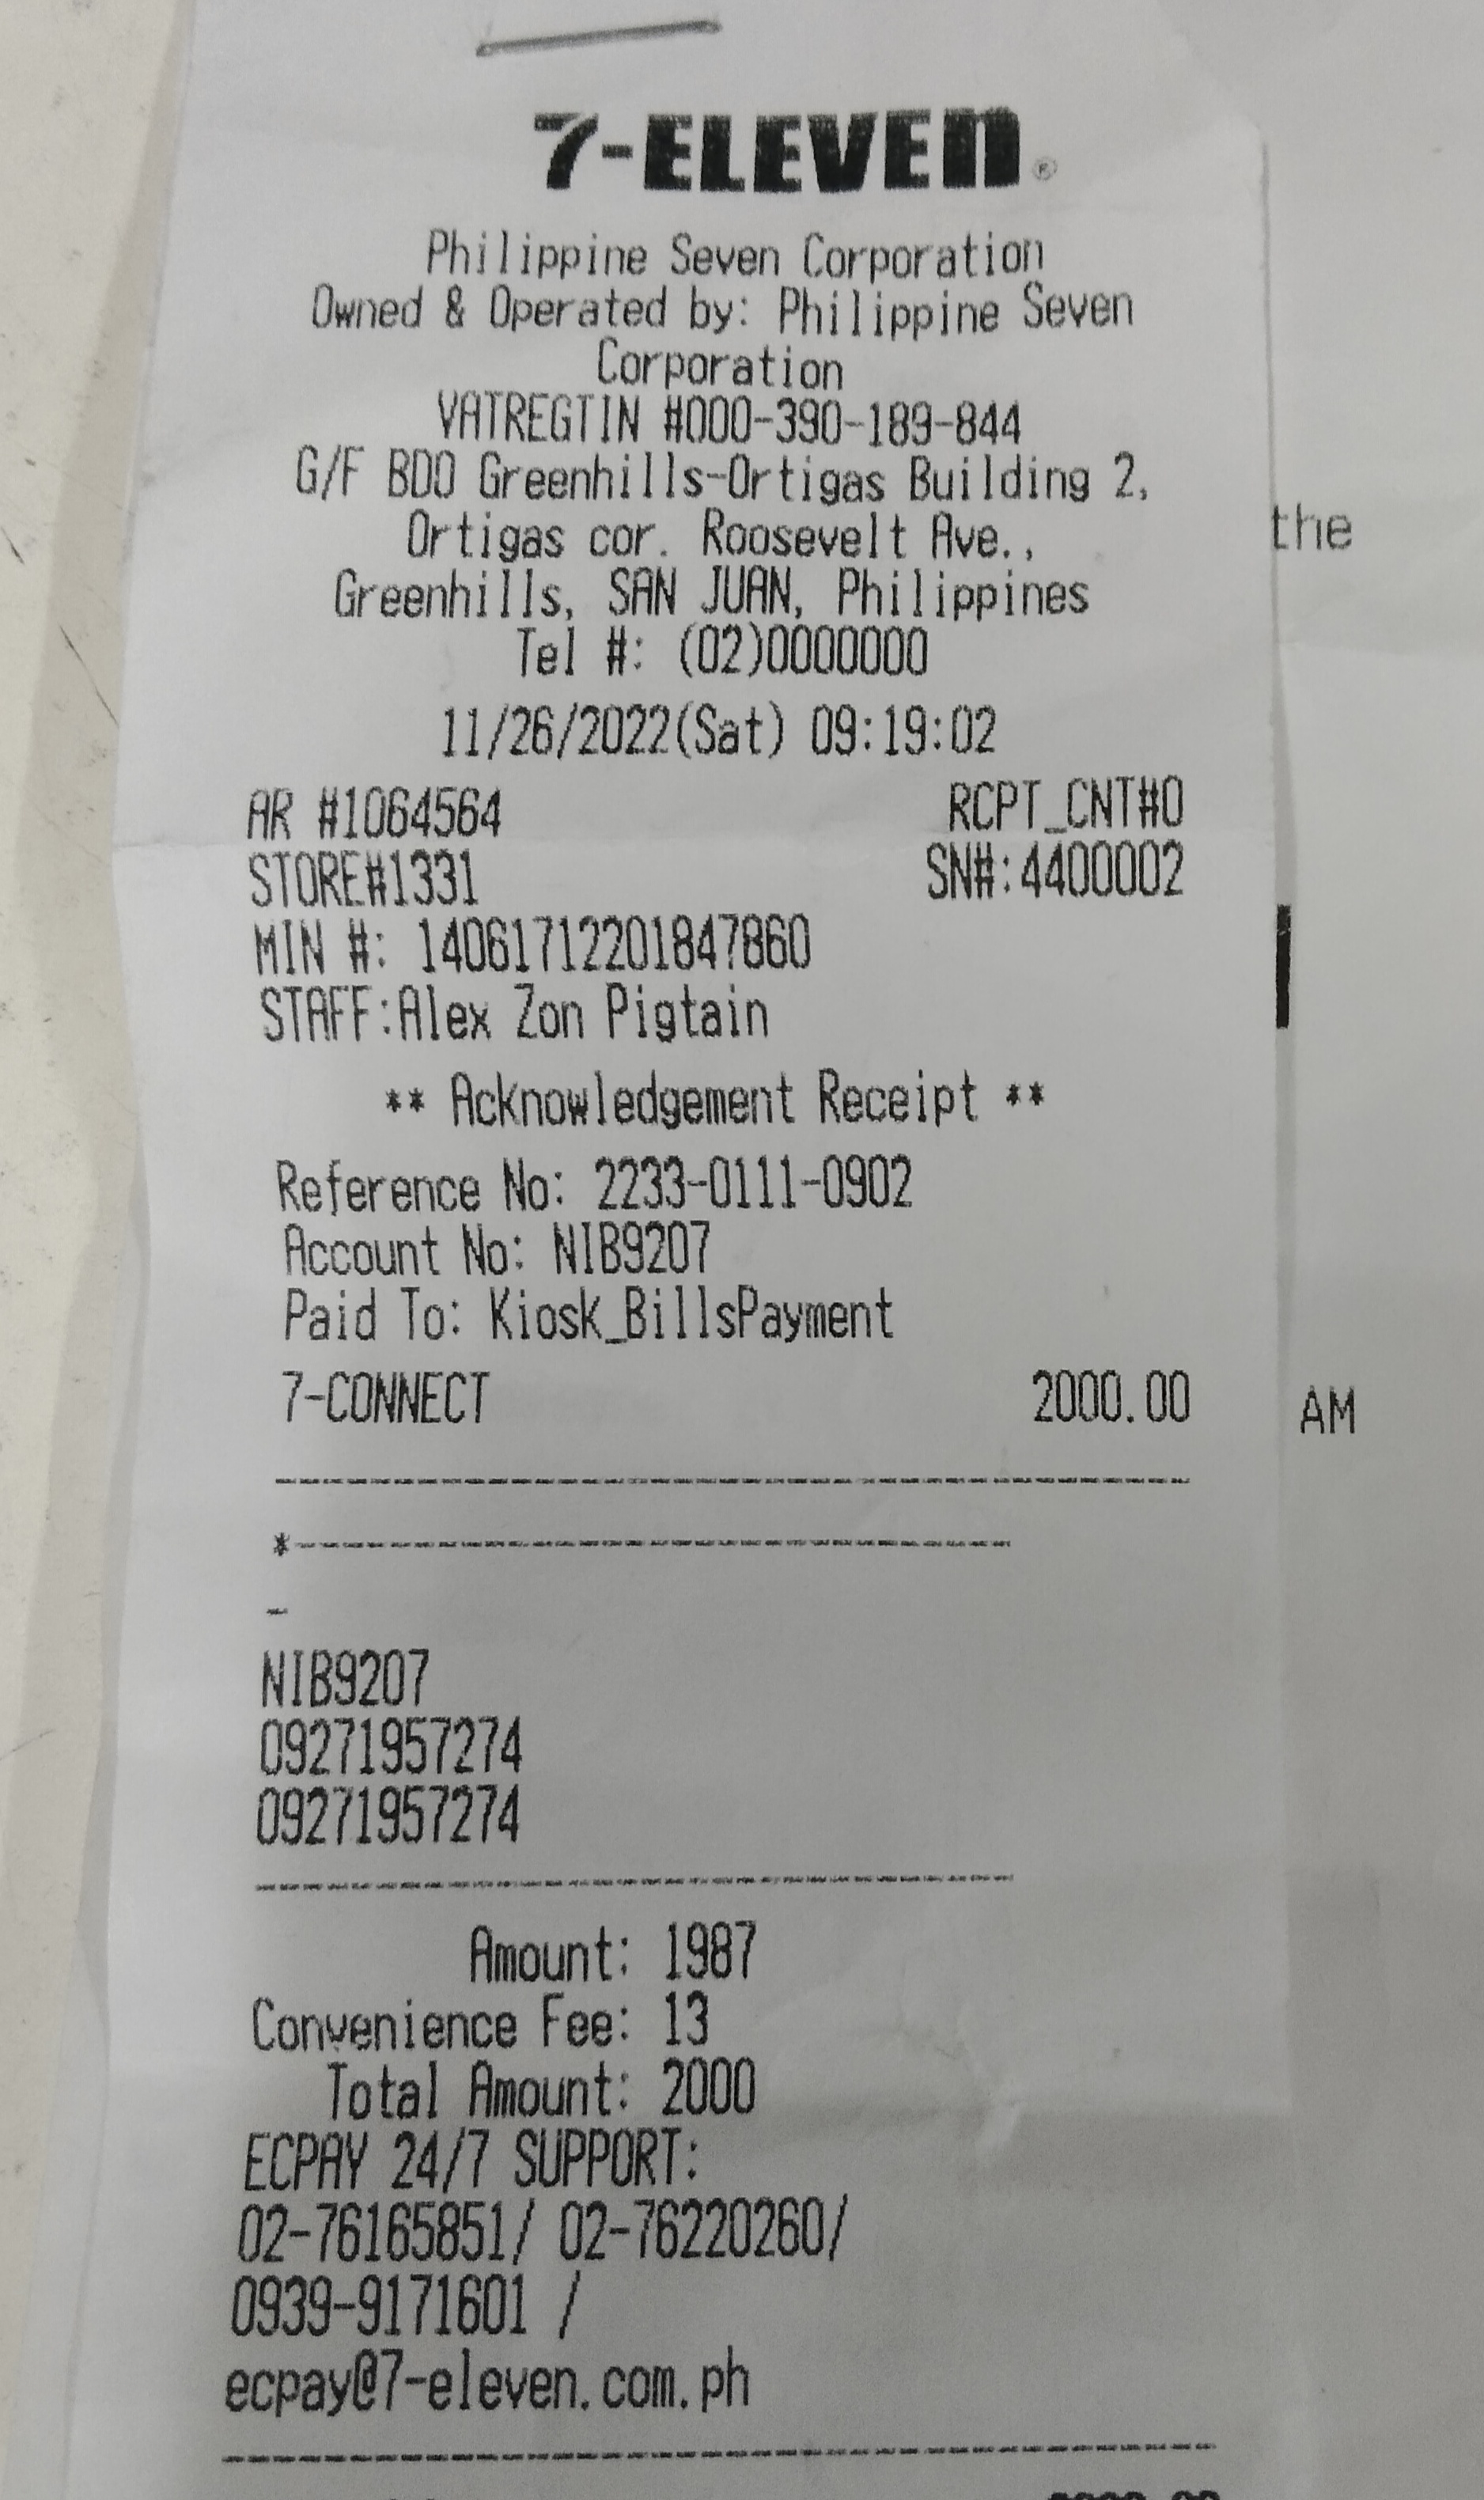 7-ELEVEN®
Philippine Seven Corporation
Owned & Operated by: Philippine Seven
Corporation
VATREGTIN #000-390-189-844
G/F BDO Greenhills-Ortigas Building 2,
Ortigas cor. Roosevelt Ave.,
the
Greenhills, SAN JUAN, Philippines
Tel #: (02)0000000
11/26/2022(Sat) 09:19:02
AR #1064564 RCPT_CNT#0
STORE#1331 SN#:4400002
MIN #: 14061712201847860
STAFF:Alex Zon Pigtain
** Acknowledgement Receipt **
Reference No: 2233-0111-0902
Account No: NIB9207
Paid To: Kiosk_BillsPayment
7-CONNECT 2000.00
AM
*
-
NIB9207
09271957274
09271957274
Amount: 1987
Convenience Fee: 13
Total Amount: 2000
ECPAY 24/7 SUPPORT:
02-76165851/ 02-76220260/
0939-9171601 /
ecpay@7-eleven.com.ph